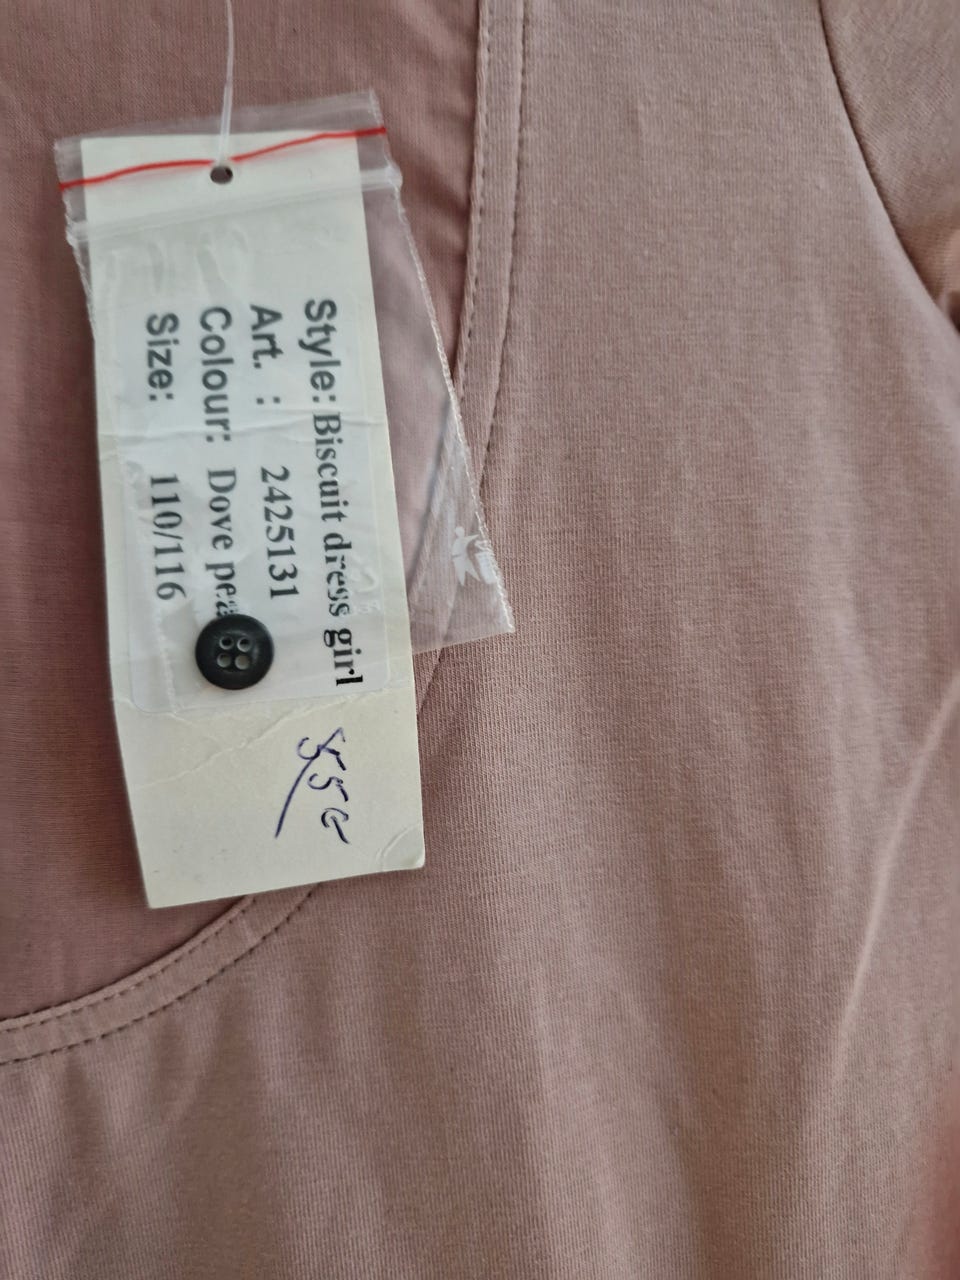 Style: Biscuit dress girl
Art. : 2425131
Colour: Dove
Size: 110/116